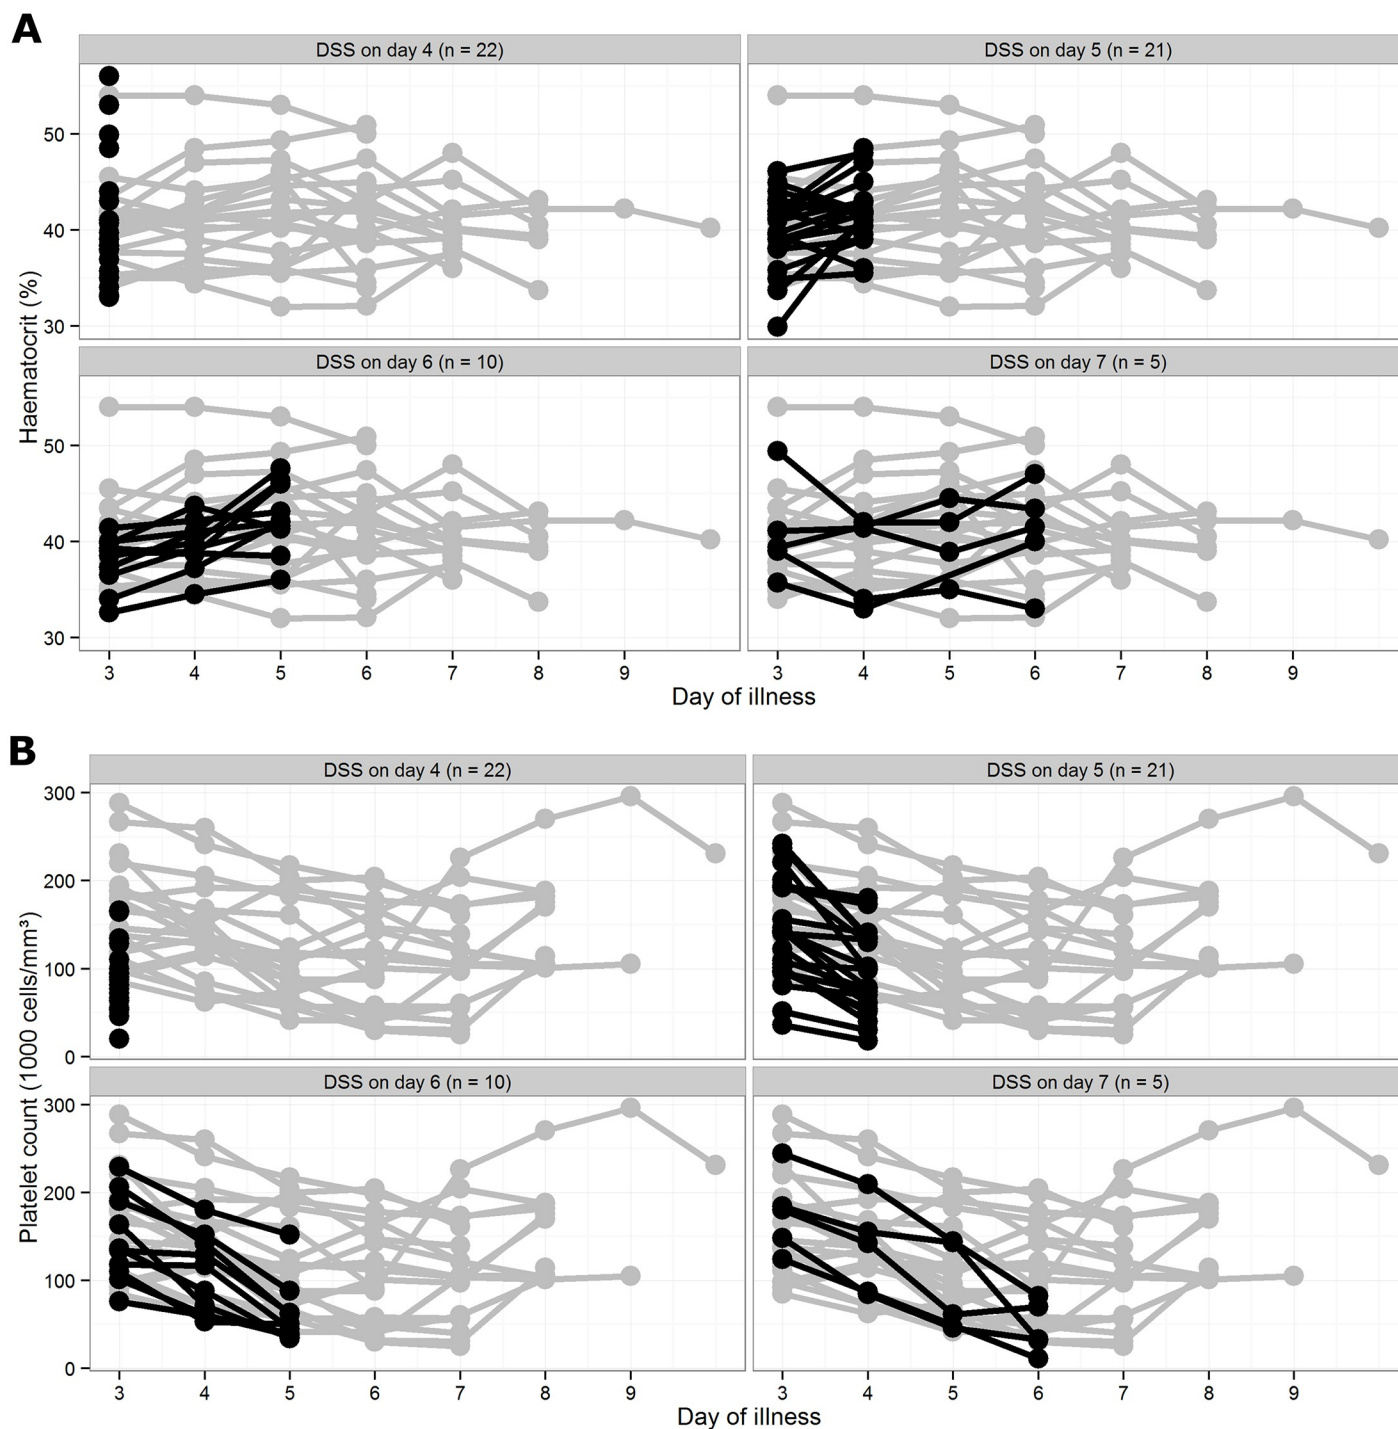 A
DSS on day 4 (n = 22)
DSS on day 5 (n = 21)
50
40
30
DSS on day 6 (n = 10)
DSS on day 7 (n = 5)
50
40
30
Haematocrit (%)
3 4 5 6 7 8 9
3 4 5 6 7 8 9
Day of illness
B
DSS on day 4 (n = 22)
DSS on day 5 (n = 21)
300
200
100
0
DSS on day 6 (n = 10)
DSS on day 7 (n = 5)
300
200
100
0
Platelet count (1000 cells/mm³)
3 4 5 6 7 8 9
3 4 5 6 7 8 9
Day of illness